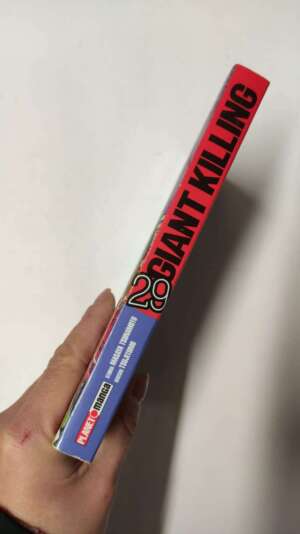 GIANT KILLING
29
STORIA MASAYA TSUNAMOTO
DISEGNI TSUJITOMO
PLANET MANGA